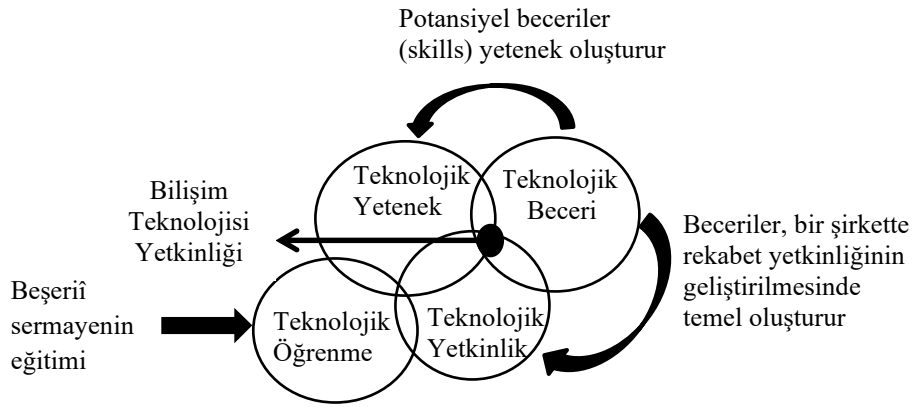 Potansiyel beceriler
(skills) yetenek oluşturur
Teknolojik
Yetenek
Teknolojik
Beceri
Bilişim
Teknolojisi
Yetkinliği
Beceriler, bir şirkette
rekabet yetkinliğinin
geliştirilmesinde
temel oluşturur
Beşeriî
sermayenin
eğitimi
Teknolojik
Öğrenme
Teknolojik
Yetkinlik